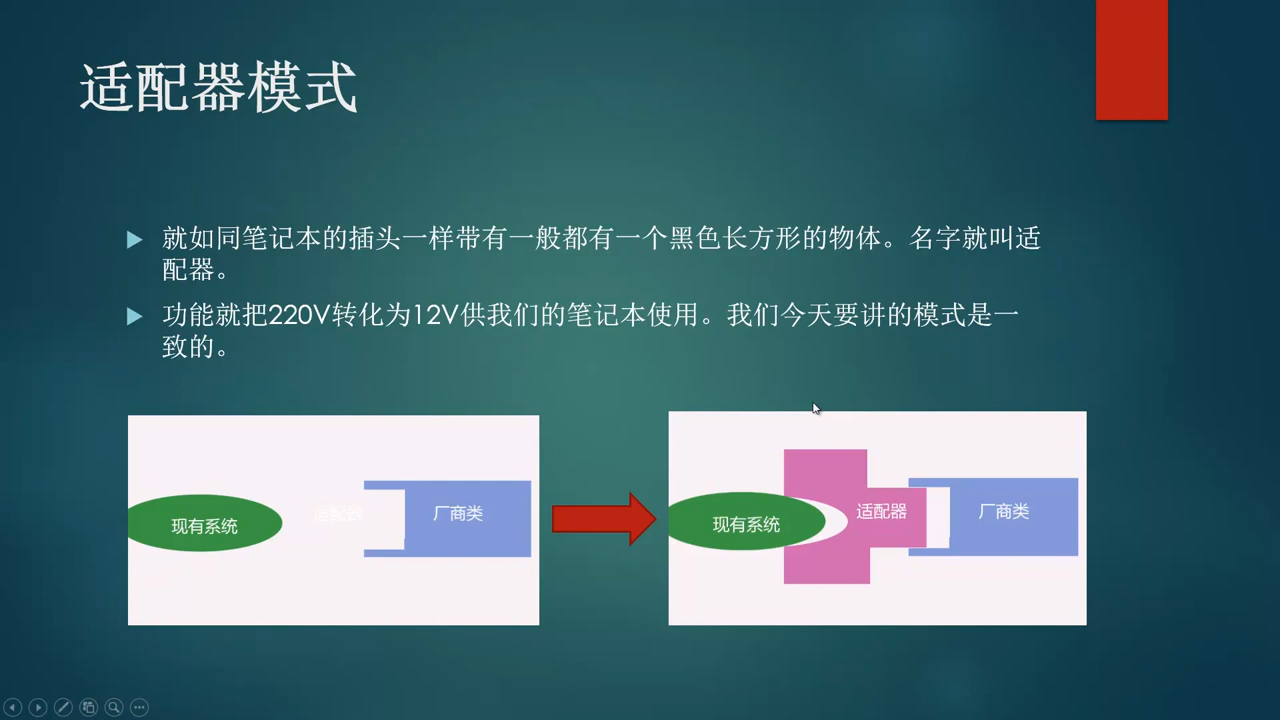 适配器模式
就如同笔记本的插头一样带有一般都有一个黑色长方形的物体。名字就叫适
配器。
功能就把220V转化为12V供我们的笔记本使用。我们今天要讲的模式是一
致的。
现有系统
适配器
厂商类
现有系统
适配器
厂商类